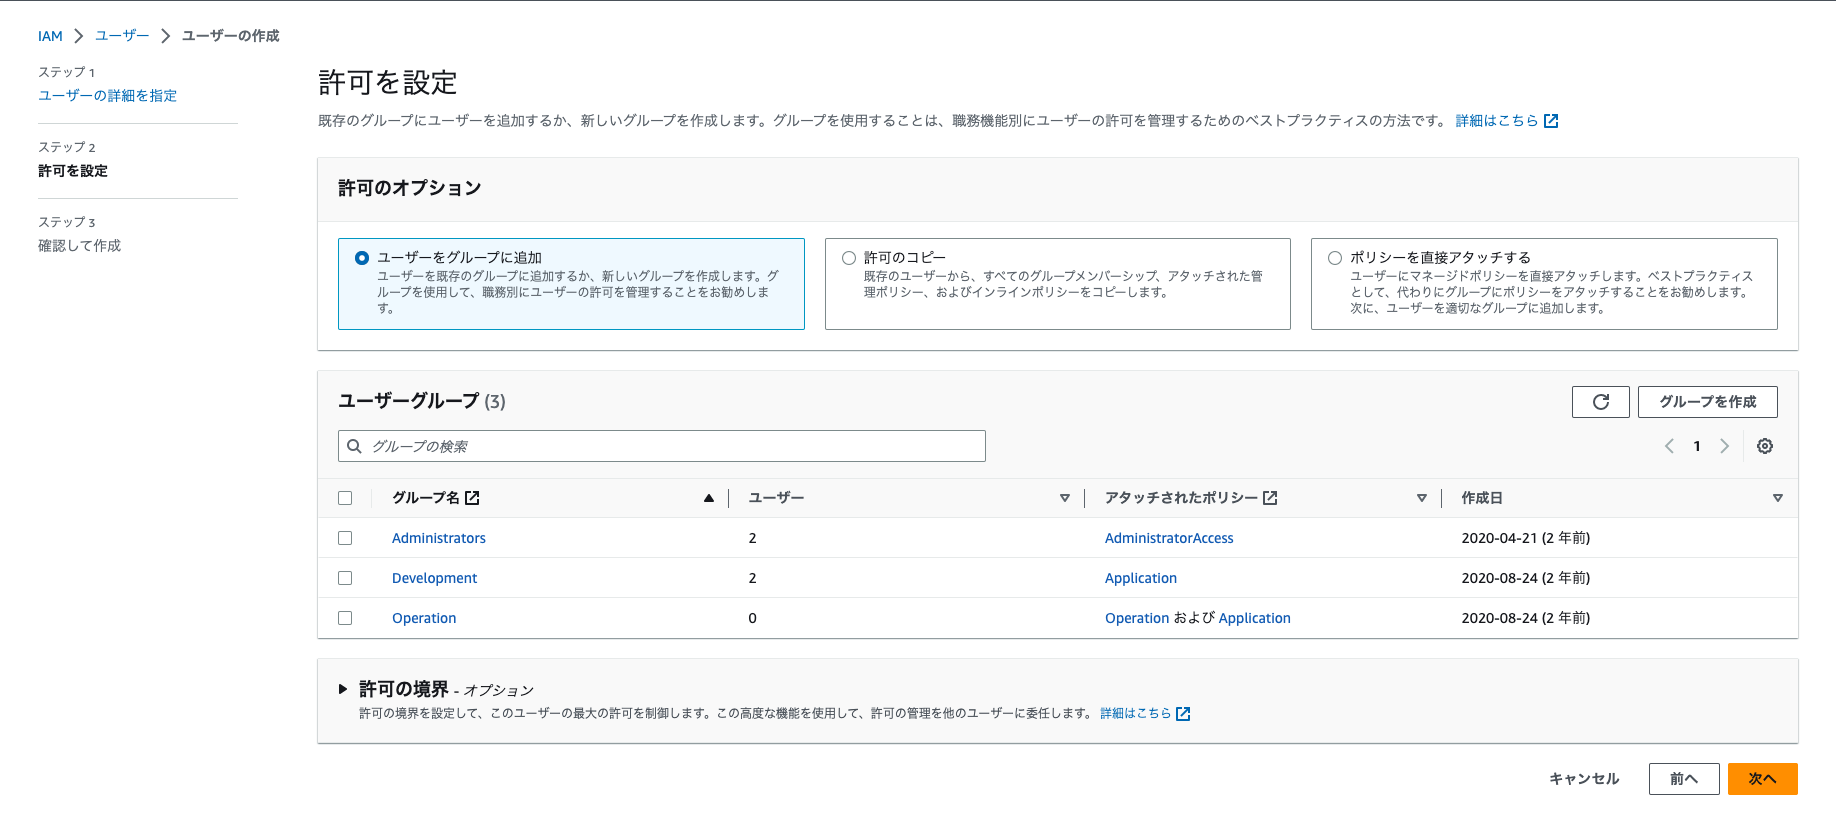 IAM ユーザー ユーザーの作成
ステップ 1
ユーザーの詳細を指定
ステップ 2
許可を設定
ステップ 3
確認して作成
許可を設定
既存のグループにユーザーを追加するか、新しいグループを作成します。グループを使用することは、職務機能別にユーザーの許可を管理するためのベストプラクティスの方法です。 詳細はこちら
許可のオプション
ユーザーをグループに追加
ユーザーを既存のグループに追加するか、新しいグループを作成します。グ
ループを使用して、職務別にユーザーの許可を管理することをお勧めしま
す。
許可のコピー
既存のユーザーから、すべてのグループメンバーシップ、アタッチされた管
理ポリシー、およびインラインポリシーをコピーします。
ポリシーを直接アタッチする
ユーザーにマネージドポリシーを直接アタッチします。ベストプラクティス
として、代わりにグループにポリシーをアタッチすることをお勧めします。
次に、ユーザーを適切なグループに追加します。
ユーザーグループ (3)
グループを作成
グループの検索
1
グループ名 ユーザー アタッチされたポリシー 作成日
Administrators 2 AdministratorAccess 2020-04-21 (2 年前)
Development 2 Application 2020-08-24 (2 年前)
Operation 0 Operation および Application 2020-08-24 (2 年前)
許可の境界 - オプション
許可の境界を設定して、このユーザーの最大の許可を制御します。この高度な機能を使用して、許可の管理を他のユーザーに委任します。 詳細はこちら
キャンセル 前へ 次へ